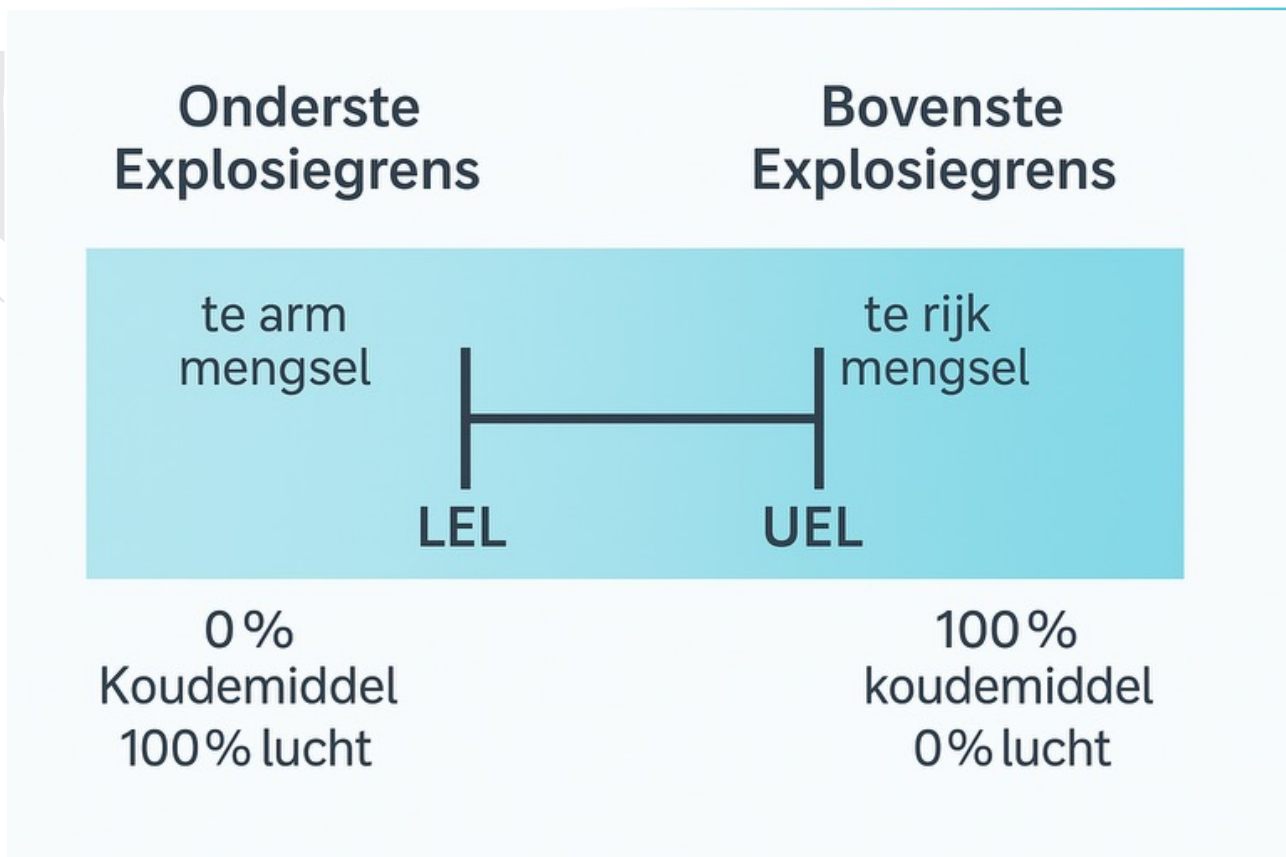 Onderste
Explosiegrens
Bovenste
Explosiegrens
te arm
mengsel
te rijk
mengsel
LEL
UEL
0%
Koudemiddel
100% lucht
100%
koudemiddel
0% lucht